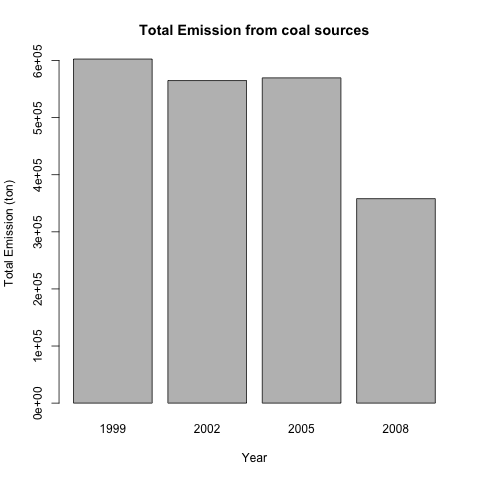 Total Emission from coal sources
Total Emission (ton)
6e+05
5e+05
4e+05
3e+05
2e+05
1e+05
0e+00
1999 2002 2005 2008
Year